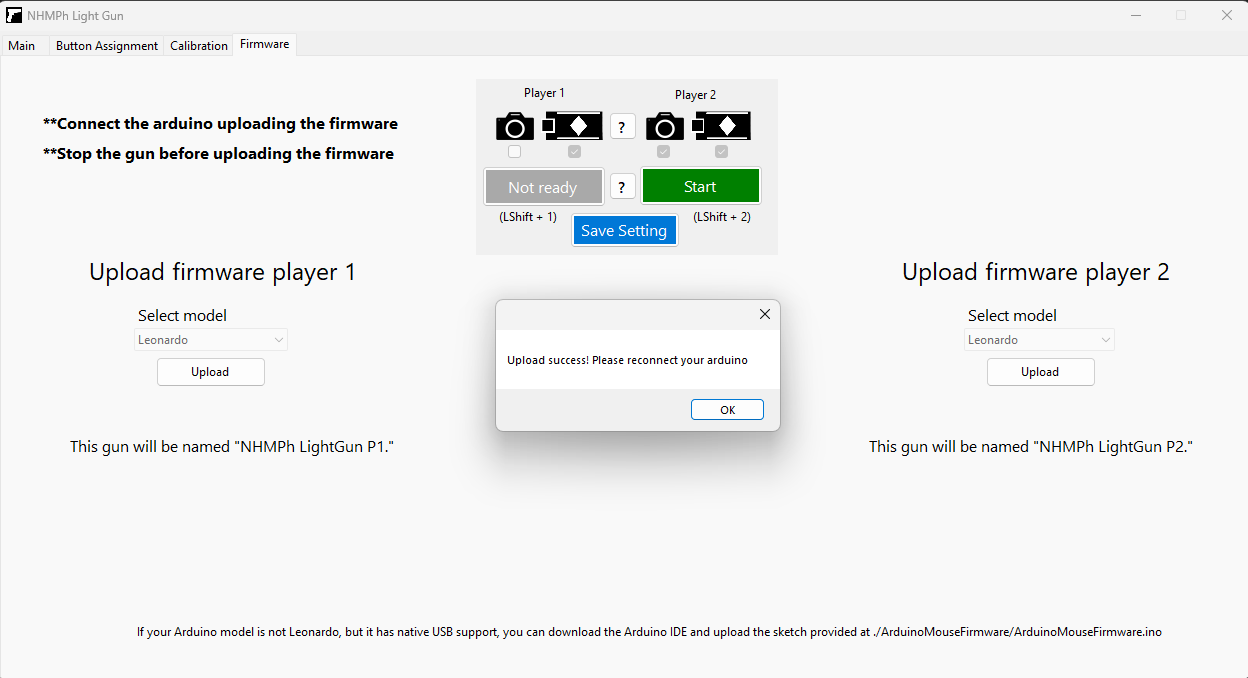 NHMPh Light Gun
Main Button Assignment Calibration Firmware
Player 1 Player 2
**Connect the arduino uploading the firmware
? 
**Stop the gun before uploading the firmware
Not ready ? Start
(LShift + 1) (LShift + 2)
Save Setting
Upload firmware player 1 Upload firmware player 2
Select model Select model
Leonardo Leonardo
Upload Upload
Upload success! Please reconnect your arduino
OK
This gun will be named "NHMPh LightGun P1." This gun will be named "NHMPh LightGun P2."
If your Arduino model is not Leonardo, but it has native USB support, you can download the Arduino IDE and upload the sketch provided at ./ArduinoMouseFirmware/ArduinoMouseFirmware.ino